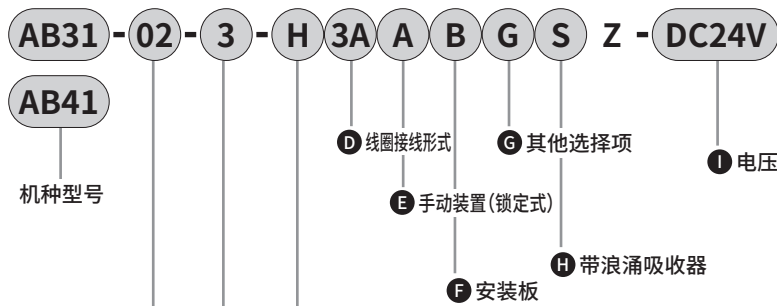 AB31-02-3-H 3A A B G S Z-DC24V
AB41
D 线圈接线形式
G 其他选择项
I 电压
机种型号
E 手动装置(锁定式)
H 带浪涌吸收器
F 安装板